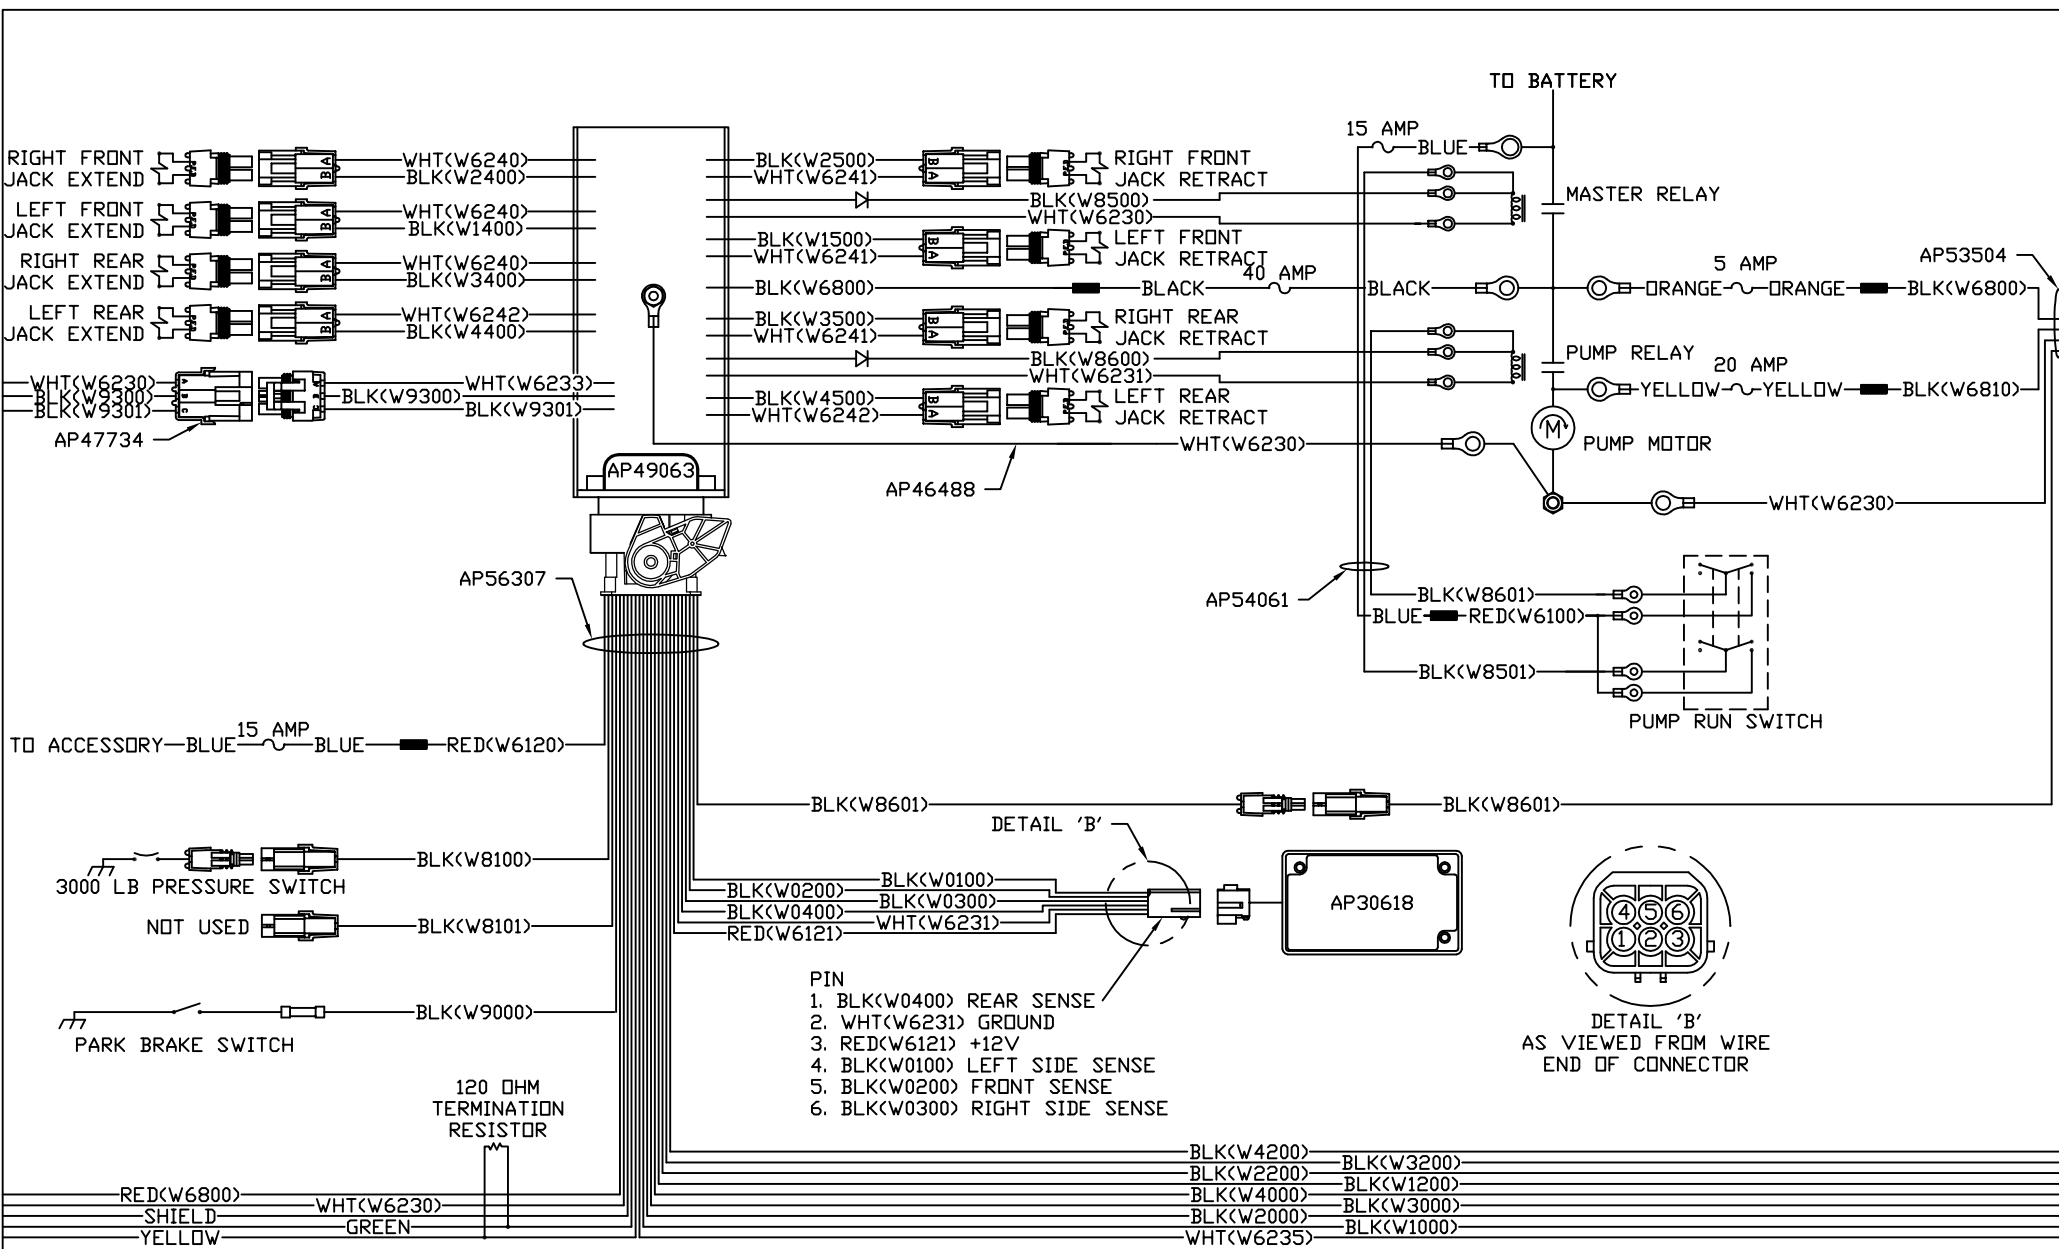 TO BATTERY
15 AMP
BLUE
MASTER RELAY
RIGHT FRONT
JACK EXTEND
A
B
WHT(W6240)
BLK(W2400)
LEFT FRONT
JACK EXTEND
A
B
WHT(W6240)
BLK(W1400)
RIGHT REAR
JACK EXTEND
A
B
WHT(W6240)
BLK(W3400)
LEFT REAR
JACK EXTEND
A
B
WHT(W6242)
BLK(W4400)
WHT(W6230)
BLK(W9300)
BLK(W9301)
A
B
C
WHT(W6233)
BLK(W9300)
BLK(W9301)
AP47734
BLK(W2500)
WHT(W6241)
B
A
RIGHT FRONT
JACK RETRACT
BLK(W8500)
WHT(W6230)
BLK(W1500)
WHT(W6241)
B
A
LEFT FRONT
JACK RETRACT
BLK(W6800)
BLACK
40 AMP
BLACK
BLK(W3500)
WHT(W6241)
B
A
RIGHT REAR
JACK RETRACT
BLK(W8600)
WHT(W6231)
BLK(W4500)
WHT(W6242)
B
A
LEFT REAR
JACK RETRACT
WHT(W6230)
AP46488
5 AMP
ORANGE
ORANGE
BLK(W6800)
AP53504
PUMP RELAY
20 AMP
YELLOW
YELLOW
BLK(W6810)
M
PUMP MOTOR
WHT(W6230)
AP49063
AP56307
AP54061
BLK(W8601)
BLUE
RED(W6100)
BLK(W8501)
PUMP RUN SWITCH
TO ACCESSORY
BLUE
15 AMP
BLUE
RED(W6120)
BLK(W8601)
BLK(W8601)
DETAIL 'B'
BLK(W8100)
3000 LB PRESSURE SWITCH
NOT USED
BLK(W8101)
BLK(W0100)
BLK(W0200)
BLK(W0300)
BLK(W0400)
WHT(W6231)
RED(W6121)
AP30618
4 5 6
1 2 3
DETAIL 'B'
AS VIEWED FROM WIRE
END OF CONNECTOR
BLK(W9000)
PARK BRAKE SWITCH
PIN
1. BLK(W0400) REAR SENSE
2. WHT(W6231) GROUND
3. RED(W6121) +12V
4. BLK(W0100) LEFT SIDE SENSE
5. BLK(W0200) FRONT SENSE
6. BLK(W0300) RIGHT SIDE SENSE
120 OHM
TERMINATION
RESISTOR
RED(W6800)
WHT(W6230)
SHIELD
GREEN
YELLOW
BLK(W4200)
BLK(W3200)
BLK(W2200)
BLK(W1200)
BLK(W4000)
BLK(W3000)
BLK(W2000)
BLK(W1000)
WHT(W6235)